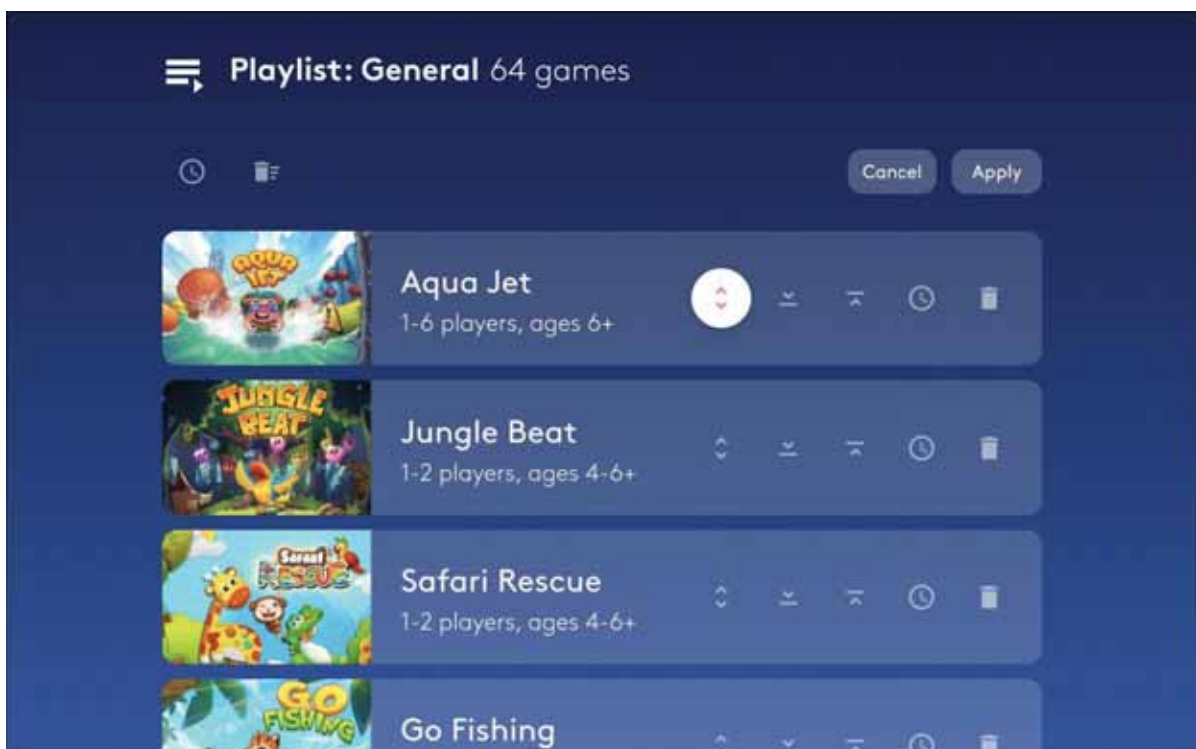 Playlist: General 64 games
Cancel Apply
AQUA
JET
Aqua Jet
1-6 players, ages 6+
JUNGLE
BEAT
Jungle Beat
1-2 players, ages 4-6+
Safari
RESCUE
Safari Rescue
1-2 players, ages 4-6+
GO
FISHING
Go Fishing